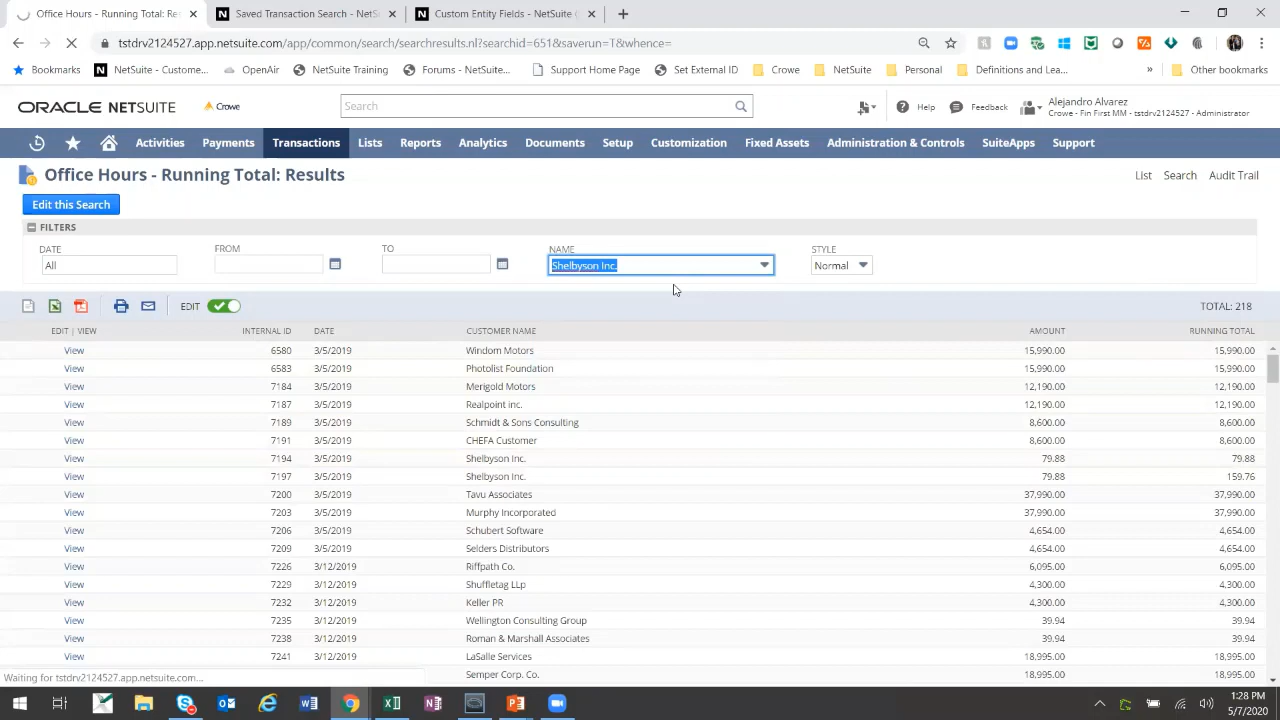 Office Hours - Running Total: Res
Saved Transaction Search - NetS
Custom Entity Fields - NetSuite (
tstdrv2124527.app.netsuite.com/app/common/search/searchresults.nl?searchid=651&saverun=T&whence=
Bookmarks NetSuite - Custome... OpenAir NetSuite Training Forums - NetSuite... Support Home Page Set External ID Crowe NetSuite Personal Definitions and Lea... » Other bookmarks
ORACLE NETSUITE Crowe Search Help Feedback Alejandro Alvarez
Crowe - Fin First MM - tstdrv2124527 - Administrator
Activities Payments Transactions Lists Reports Analytics Documents Setup Customization Fixed Assets Administration & Controls SuiteApps Support
Office Hours - Running Total: Results List Search Audit Trail
Edit this Search
FILTERS
DATE FROM TO NAME STYLE
All Shelbyson Inc. Normal
EDIT TOTAL: 218
EDIT | VIEW INTERNAL ID DATE CUSTOMER NAME AMOUNT RUNNING TOTAL
View 6580 3/5/2019 Windom Motors 15,990.00 15,990.00
View 6583 3/5/2019 Photolist Foundation 15,990.00 15,990.00
View 7184 3/5/2019 Merigold Motors 12,190.00 12,190.00
View 7187 3/5/2019 Realpoint inc. 12,190.00 12,190.00
View 7189 3/5/2019 Schmidt & Sons Consulting 8,600.00 8,600.00
View 7191 3/5/2019 CHEFA Customer 8,600.00 8,600.00
View 7194 3/5/2019 Shelbyson Inc. 79.88 79.88
View 7197 3/5/2019 Shelbyson Inc. 79.88 159.76
View 7200 3/5/2019 Tavu Associates 37,990.00 37,990.00
View 7203 3/5/2019 Murphy Incorporated 37,990.00 37,990.00
View 7206 3/5/2019 Schubert Software 4,654.00 4,654.00
View 7209 3/5/2019 Selders Distributors 4,654.00 4,654.00
View 7226 3/12/2019 Riffpath Co. 6,095.00 6,095.00
View 7229 3/12/2019 Shuffletag LLp 4,300.00 4,300.00
View 7232 3/12/2019 Keller PR 4,300.00 4,300.00
View 7235 3/12/2019 Wellington Consulting Group 39.94 39.94
View 7238 3/12/2019 Roman & Marshall Associates 39.94 39.94
View 7241 3/12/2019 LaSalle Services 18,995.00 18,995.00
Semper Corp. Co. 18,995.00 18,995.00
Waiting for tstdrv2124527.app.netsuite.com...
1:28 PM
5/7/2020